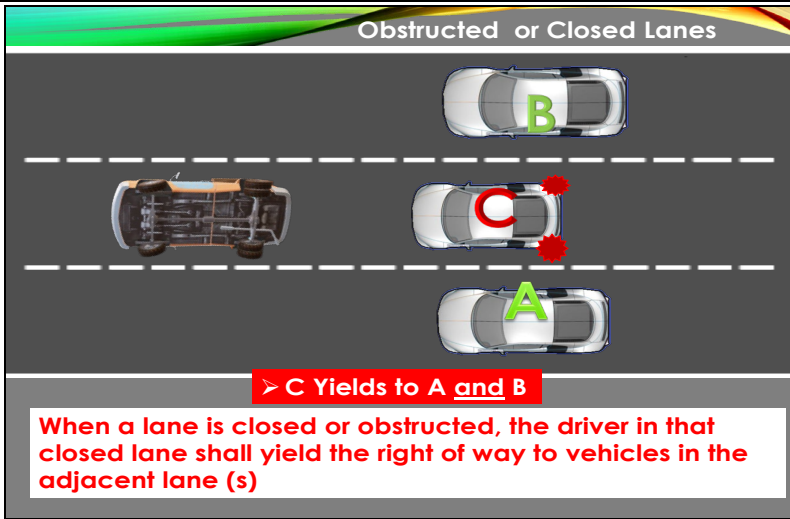 Obstructed or Closed Lanes
B
C
A
➢ C Yields to A and B
When a lane is closed or obstructed, the driver in that
closed lane shall yield the right of way to vehicles in the
adjacent lane (s)